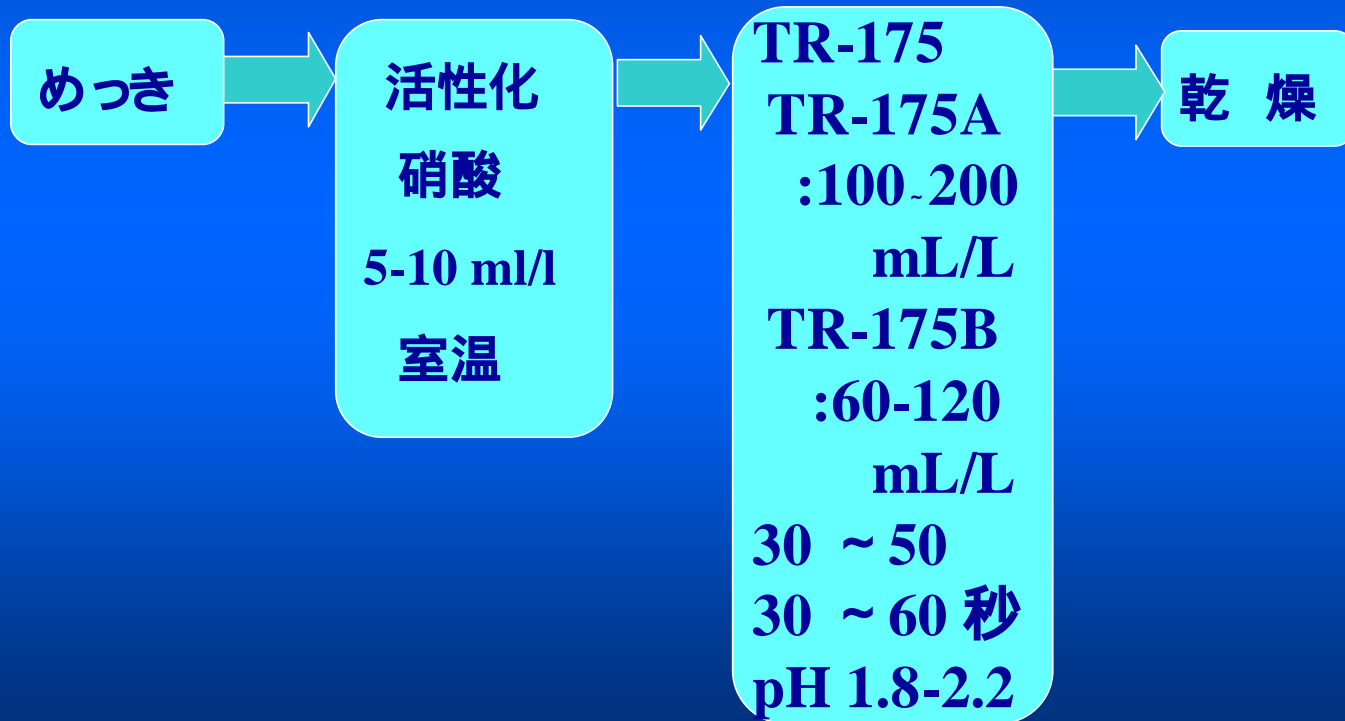 めっき
活性化
硝酸
5-10 ml/l
室温
TR-175
TR-175A
:100~200
mL/L
TR-175B
:60-120
mL/L
30 ~50
30 ~60 秒
pH 1.8-2.2
乾 燥